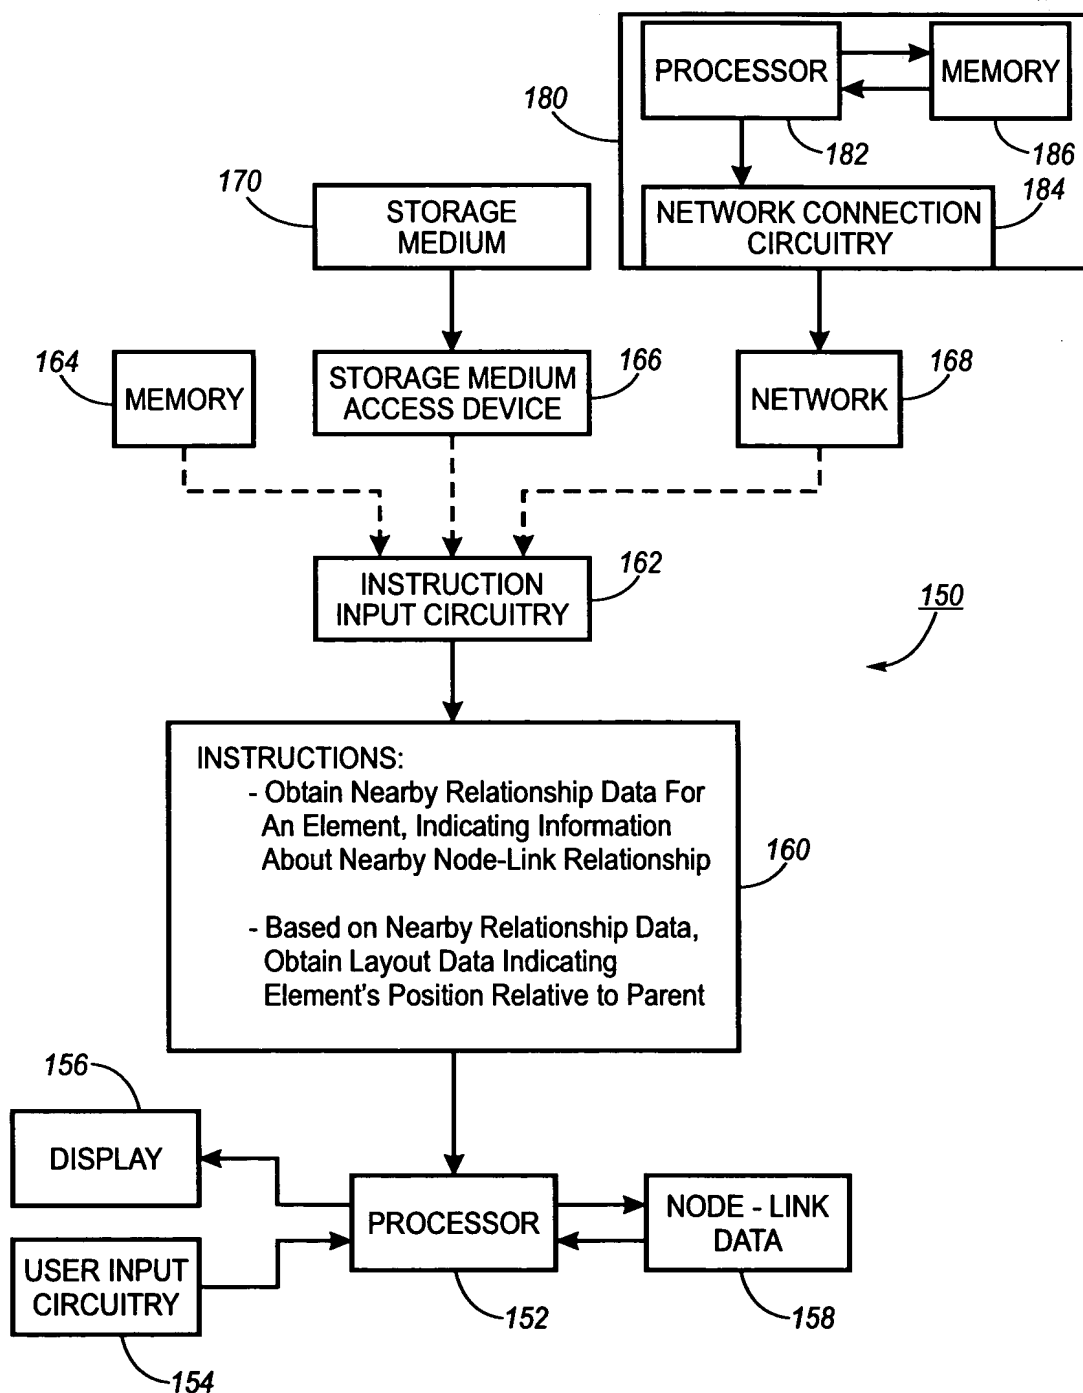 PROCESSOR
MEMORY
180
182
186
170
STORAGE
MEDIUM
184
NETWORK CONNECTION
CIRCUITRY
164
MEMORY
STORAGE MEDIUM
ACCESS DEVICE
166
NETWORK
168
INSTRUCTION
INPUT CIRCUITRY
162
150
INSTRUCTIONS:
- Obtain Nearby Relationship Data For
An Element, Indicating Information
About Nearby Node-Link Relationship
- Based on Nearby Relationship Data,
Obtain Layout Data Indicating
Element's Position Relative to Parent
160
156
DISPLAY
PROCESSOR
NODE - LINK
DATA
USER INPUT
CIRCUITRY
152
158
154